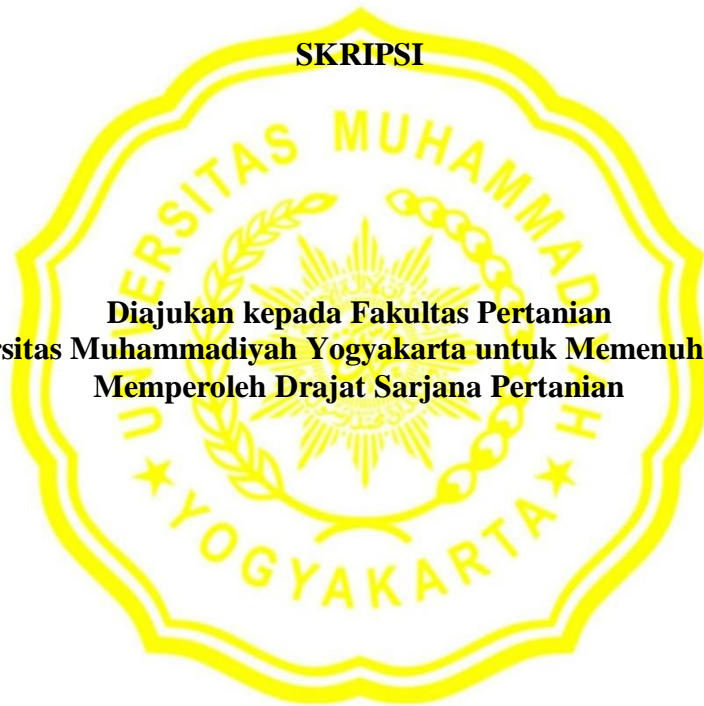 SKRIPSI
UNIVERSITAS MUHAMMADIYAH
YOGYAKARTA
Diajukan kepada Fakultas Pertanian
rsitas Muhammadiyah Yogyakarta untuk Memenuh
Memperoleh Drajat Sarjana Pertanian